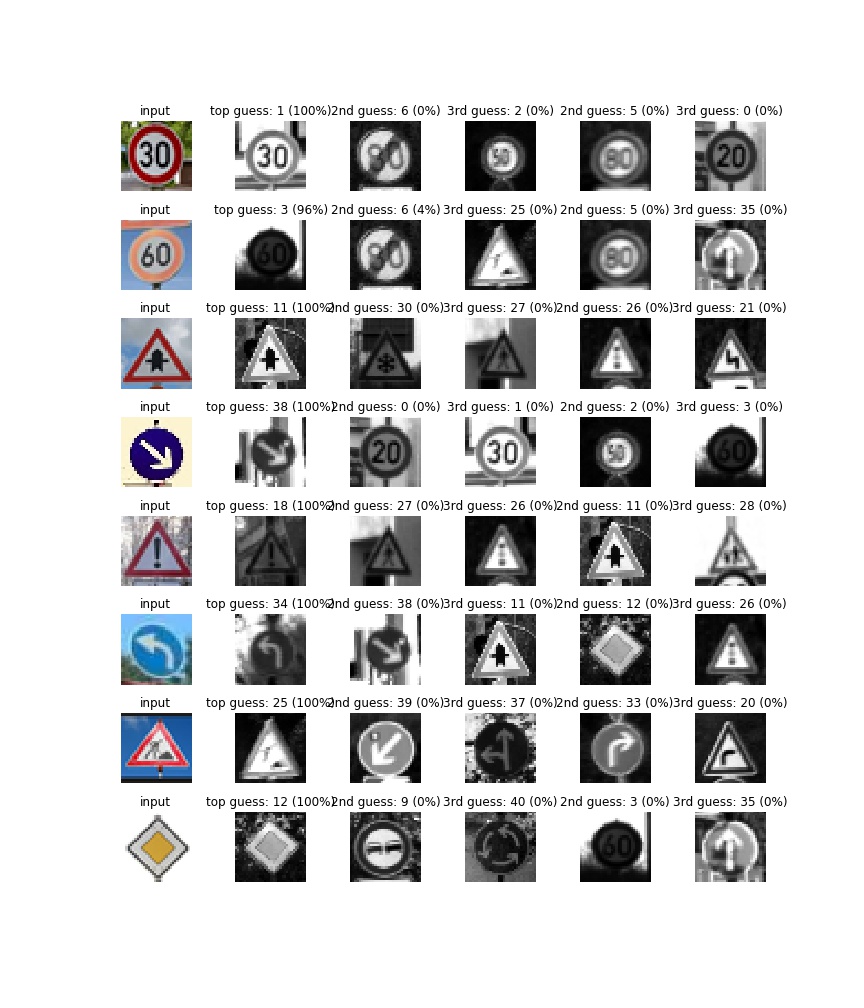 input top guess: 1 (100%) 2nd guess: 6 (0%) 3rd guess: 2 (0%) 2nd guess: 5 (0%) 3rd guess: 0 (0%)
30 30 80 50 80 20
input top guess: 3 (96%) 2nd guess: 6 (4%) 3rd guess: 25 (0%) 2nd guess: 5 (0%) 3rd guess: 35 (0%)
60 60 80 80
input top guess: 11 (100%) 2nd guess: 30 (0%) 3rd guess: 27 (0%) 2nd guess: 26 (0%) 3rd guess: 21 (0%)
input top guess: 38 (100%) 2nd guess: 0 (0%) 3rd guess: 1 (0%) 2nd guess: 2 (0%) 3rd guess: 3 (0%)
20 30 50 60
input top guess: 18 (100%) 2nd guess: 27 (0%) 3rd guess: 26 (0%) 2nd guess: 11 (0%) 3rd guess: 28 (0%)
! !
input top guess: 34 (100%) 2nd guess: 38 (0%) 3rd guess: 11 (0%) 2nd guess: 12 (0%) 3rd guess: 26 (0%)
input top guess: 25 (100%) 2nd guess: 39 (0%) 3rd guess: 37 (0%) 2nd guess: 33 (0%) 3rd guess: 20 (0%)
input top guess: 12 (100%) 2nd guess: 9 (0%) 3rd guess: 40 (0%) 2nd guess: 3 (0%) 3rd guess: 35 (0%)
60